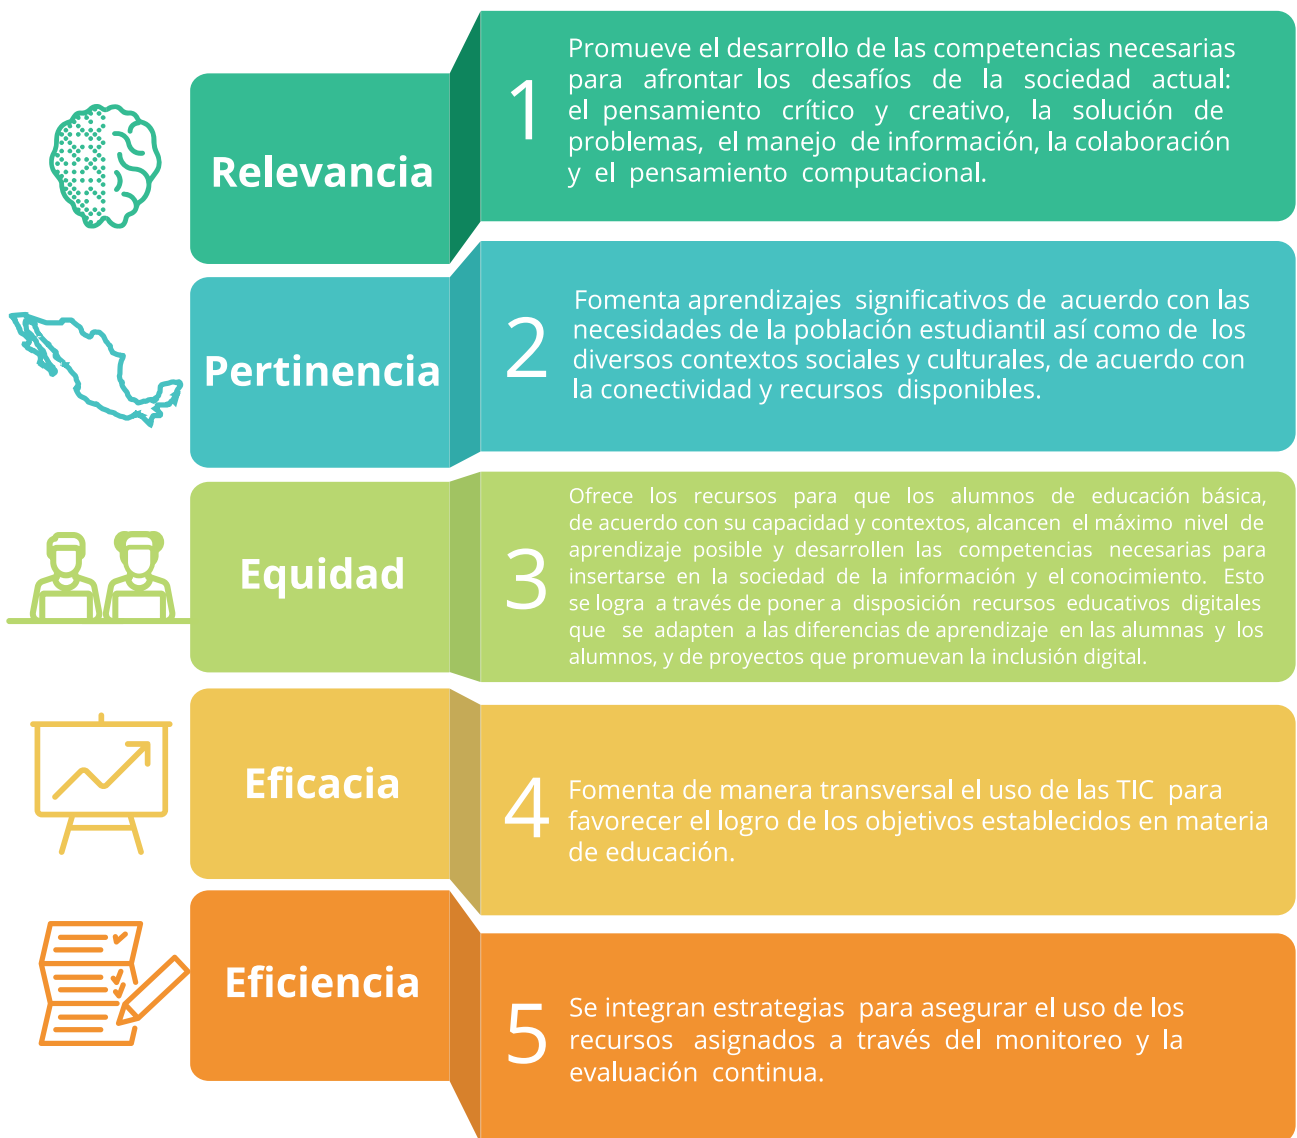 Relevancia
1
Promueve el desarrollo de las competencias necesarias
para afrontar los desafíos de la sociedad actual:
el pensamiento crítico y creativo, la solución de
problemas, el manejo de información, la colaboración
y el pensamiento computacional.
Pertinencia
2
Fomenta aprendizajes significativos de acuerdo con las
necesidades de la población estudiantil así como de los
diversos contextos sociales y culturales, de acuerdo con
la conectividad y recursos disponibles.
Equidad
3
Ofrece los recursos para que los alumnos de educación básica,
de acuerdo con su capacidad y contextos, alcancen el máximo nivel de
aprendizaje posible y desarrollen las competencias necesarias para
insertarse en la sociedad de la información y el conocimiento. Esto
se logra a través de poner a disposición recursos educativos digitales
que se adapten a las diferencias de aprendizaje en las alumnas y los
alumnos, y de proyectos que promuevan la inclusión digital.
Eficacia
4
Fomenta de manera transversal el uso de las TIC para
favorecer el logro de los objetivos establecidos en materia
de educación.
Eficiencia
5
Se integran estrategias para asegurar el uso de los
recursos asignados a través del monitoreo y la
evaluación continua.